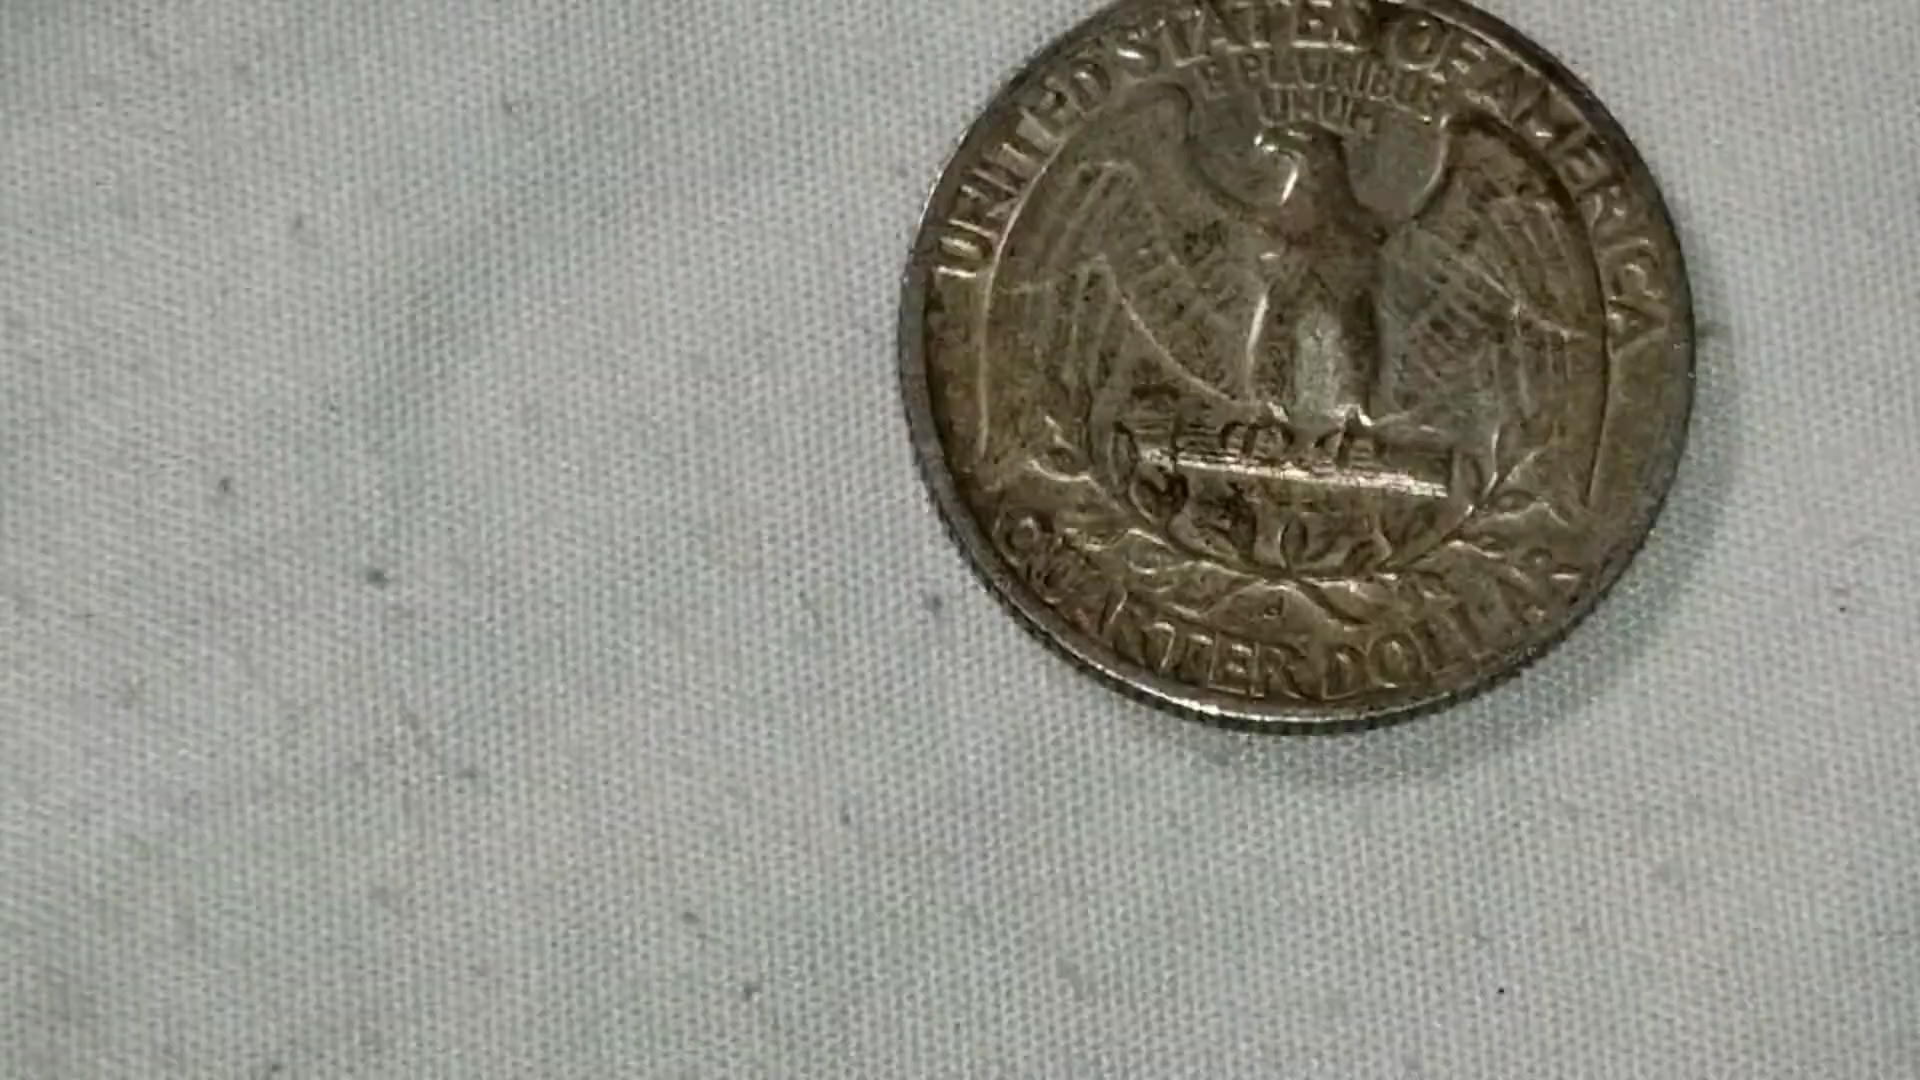 UNITED STATES OF AMERICA
E PLURIBUS
UNUM
QUARTER DOLLAR